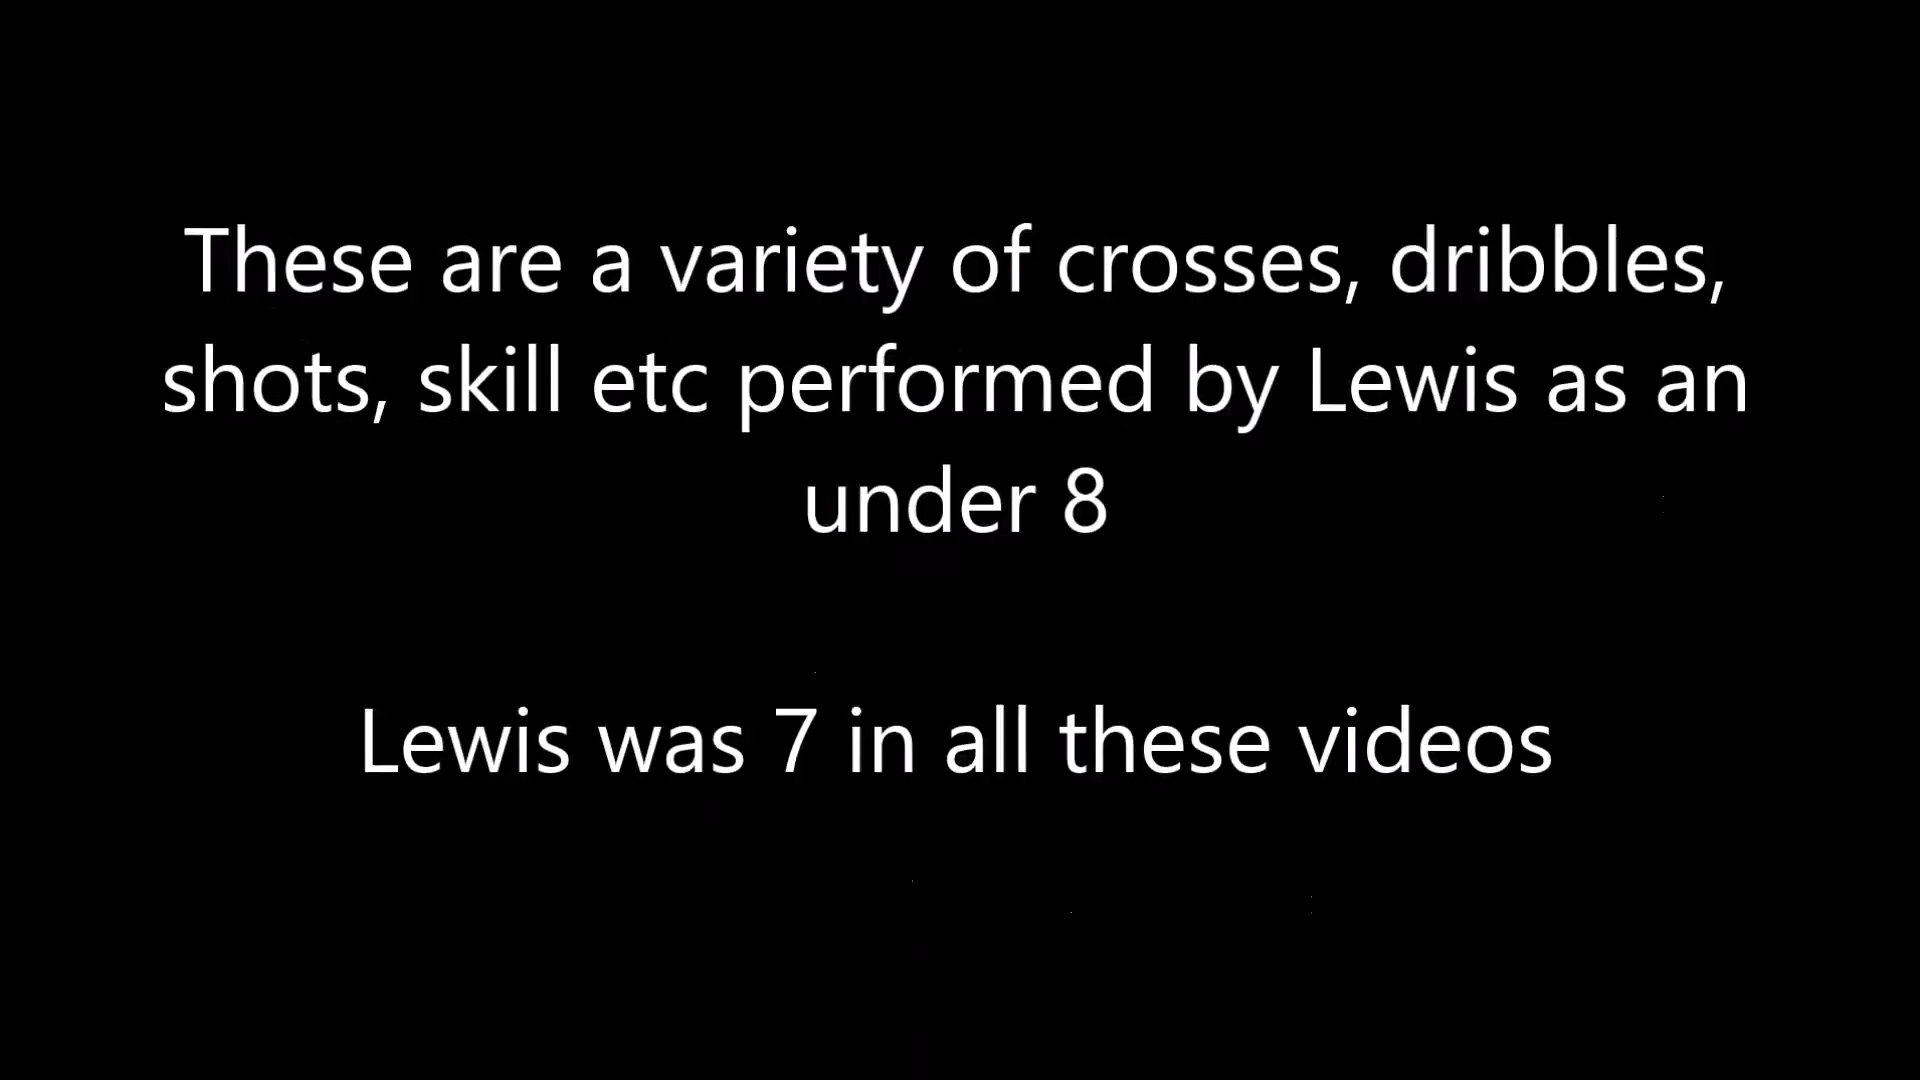 These are a variety of crosses, dribbles,
shots, skill etc performed by Lewis as an
under 8
Lewis was 7 in all these videos